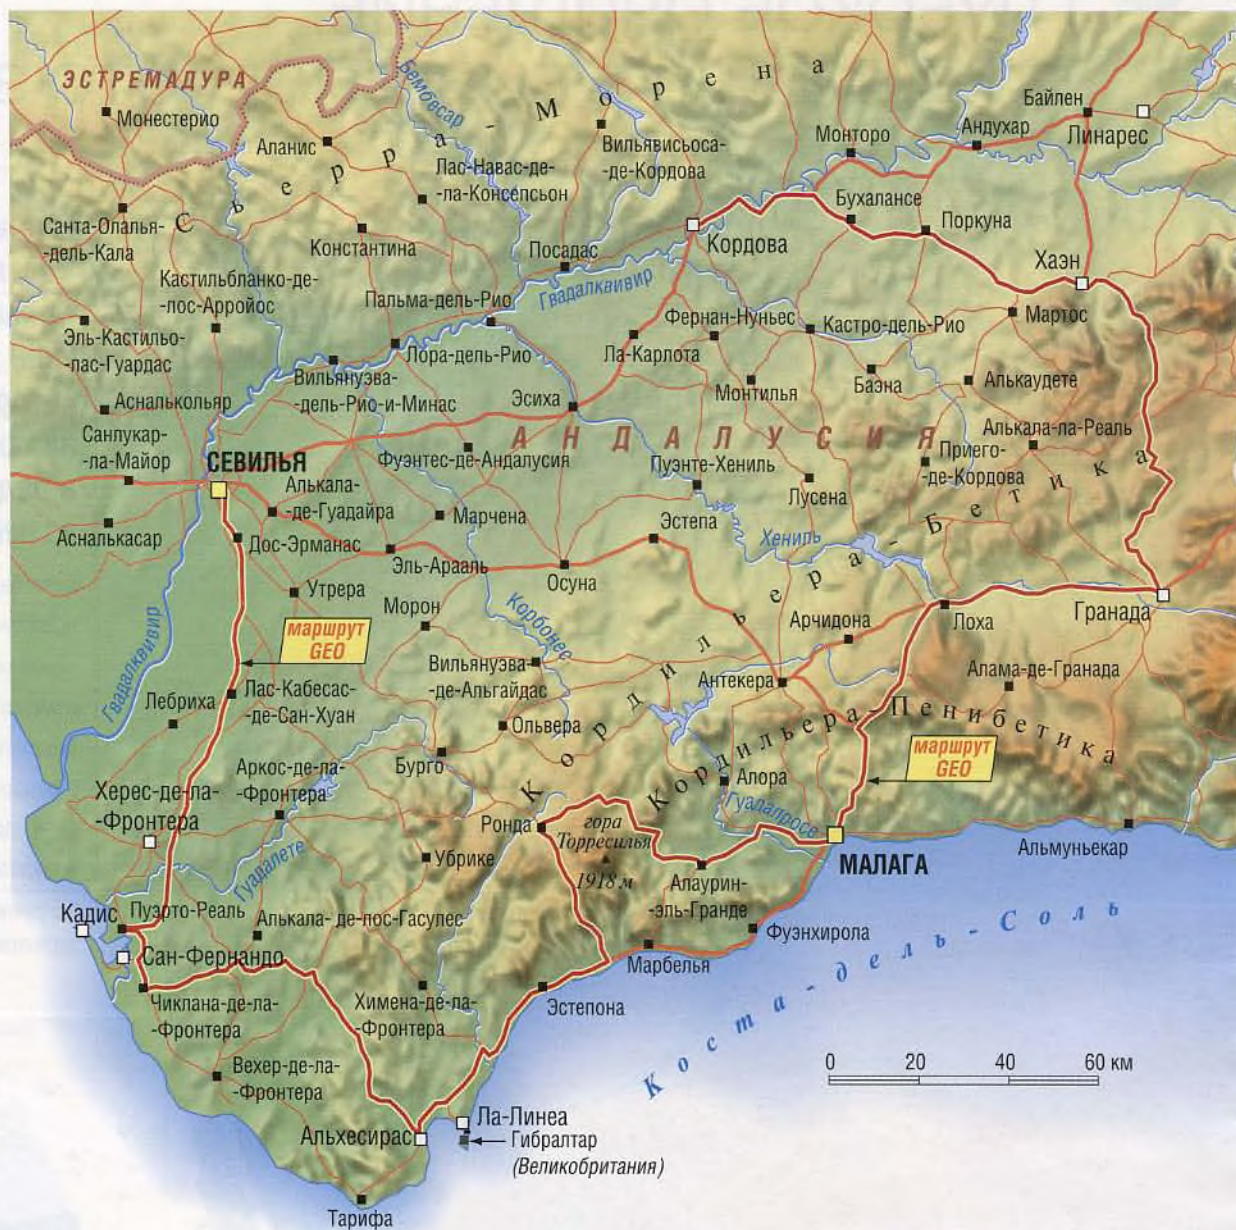 ЭСТРЕМАДУРА
Монестерио
Бембесар
Сьерра-Морена
Аланис
Вильявисьоса-
-де-Кордова
Монторо
Байлен
Андухар
Линарес
Лас-Навас-де-
-ла-Консепсьон
Санта-Олалья-
-дель-Кала
Константина
Посадас
Кордова
Бухалансе
Поркуна
Хаэн
Кастильбланко-де-
-лос-Арройос
Гвадалквивир
Пальма-дель-Рио
Фернан-Нуньес
Кастро-дель-Рио
Мартос
Эль-Кастильо-
-лас-Гуардас
Лора-дель-Рио
Ла-Карлота
Вильянуэва-
-дель-Рио-и-Минас
Монтилья
Баэна
Алькаудете
Асналькольяр
Эсиха
АНДАЛУСИЯ
Алькала-ла-Реаль
Санлукар-
-ла-Майор
СЕВИЛЬЯ
Фуэнтес-де-Андалусия
Пуэнте-Хениль
Приего-
-де-Кордова
Лусена
Алькала-
-де-Гуадайра
Марчена
Эстепа
Асналькасар
Дос-Эрманас
Хениль
Кордильера-Бетика
Эль-Арааль
Осуна
Утрера
Морон
Корбонес
Арчидона
Лоха
Гранада
маршрут
GEO
Гвадалквивир
Вильянуэва-
-де-Альгайдас
Антекера
Алама-де-Гранада
Лебриха
Лас-Кабесас-
-де-Сан-Хуан
Ольвера
Кордильера-Пенибетика
Бурго
маршрут
GEO
Аркос-де-ла-
-Фронтера
Алора
Херес-де-ла-
-Фронтера
Гуадалпросе
Ронда
гора
Торресилья
1918 м
МАЛАГА
Альмуньекар
Гуадалете
Убрике
Алаурин-
-эль-Гранде
Кадис
Пуэрто-Реаль
Алькала- де-лос-Гасулес
Фуэнхирола
Сан-Фернандо
Марбелья
Коста-дель-Соль
Чиклана-де-ла-
-Фронтера
Химена-де-ла-
-Фронтера
Эстепона
Вехер-де-ла-
-Фронтера
0 20 40 60 км
Ла-Линеа
Альхесирас
Гибралтар
(Великобритания)
Тарифа